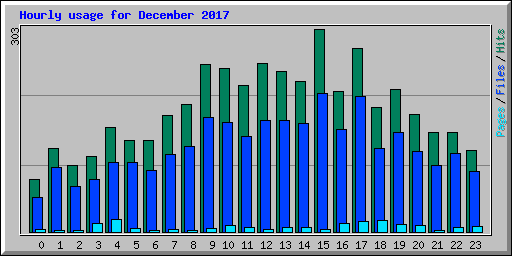 Hourly usage for December 2017
303
Pages/Files/Hits
0 1 2 3 4 5 6 7 8 9 10 11 12 13 14 15 16 17 18 19 20 21 22 23